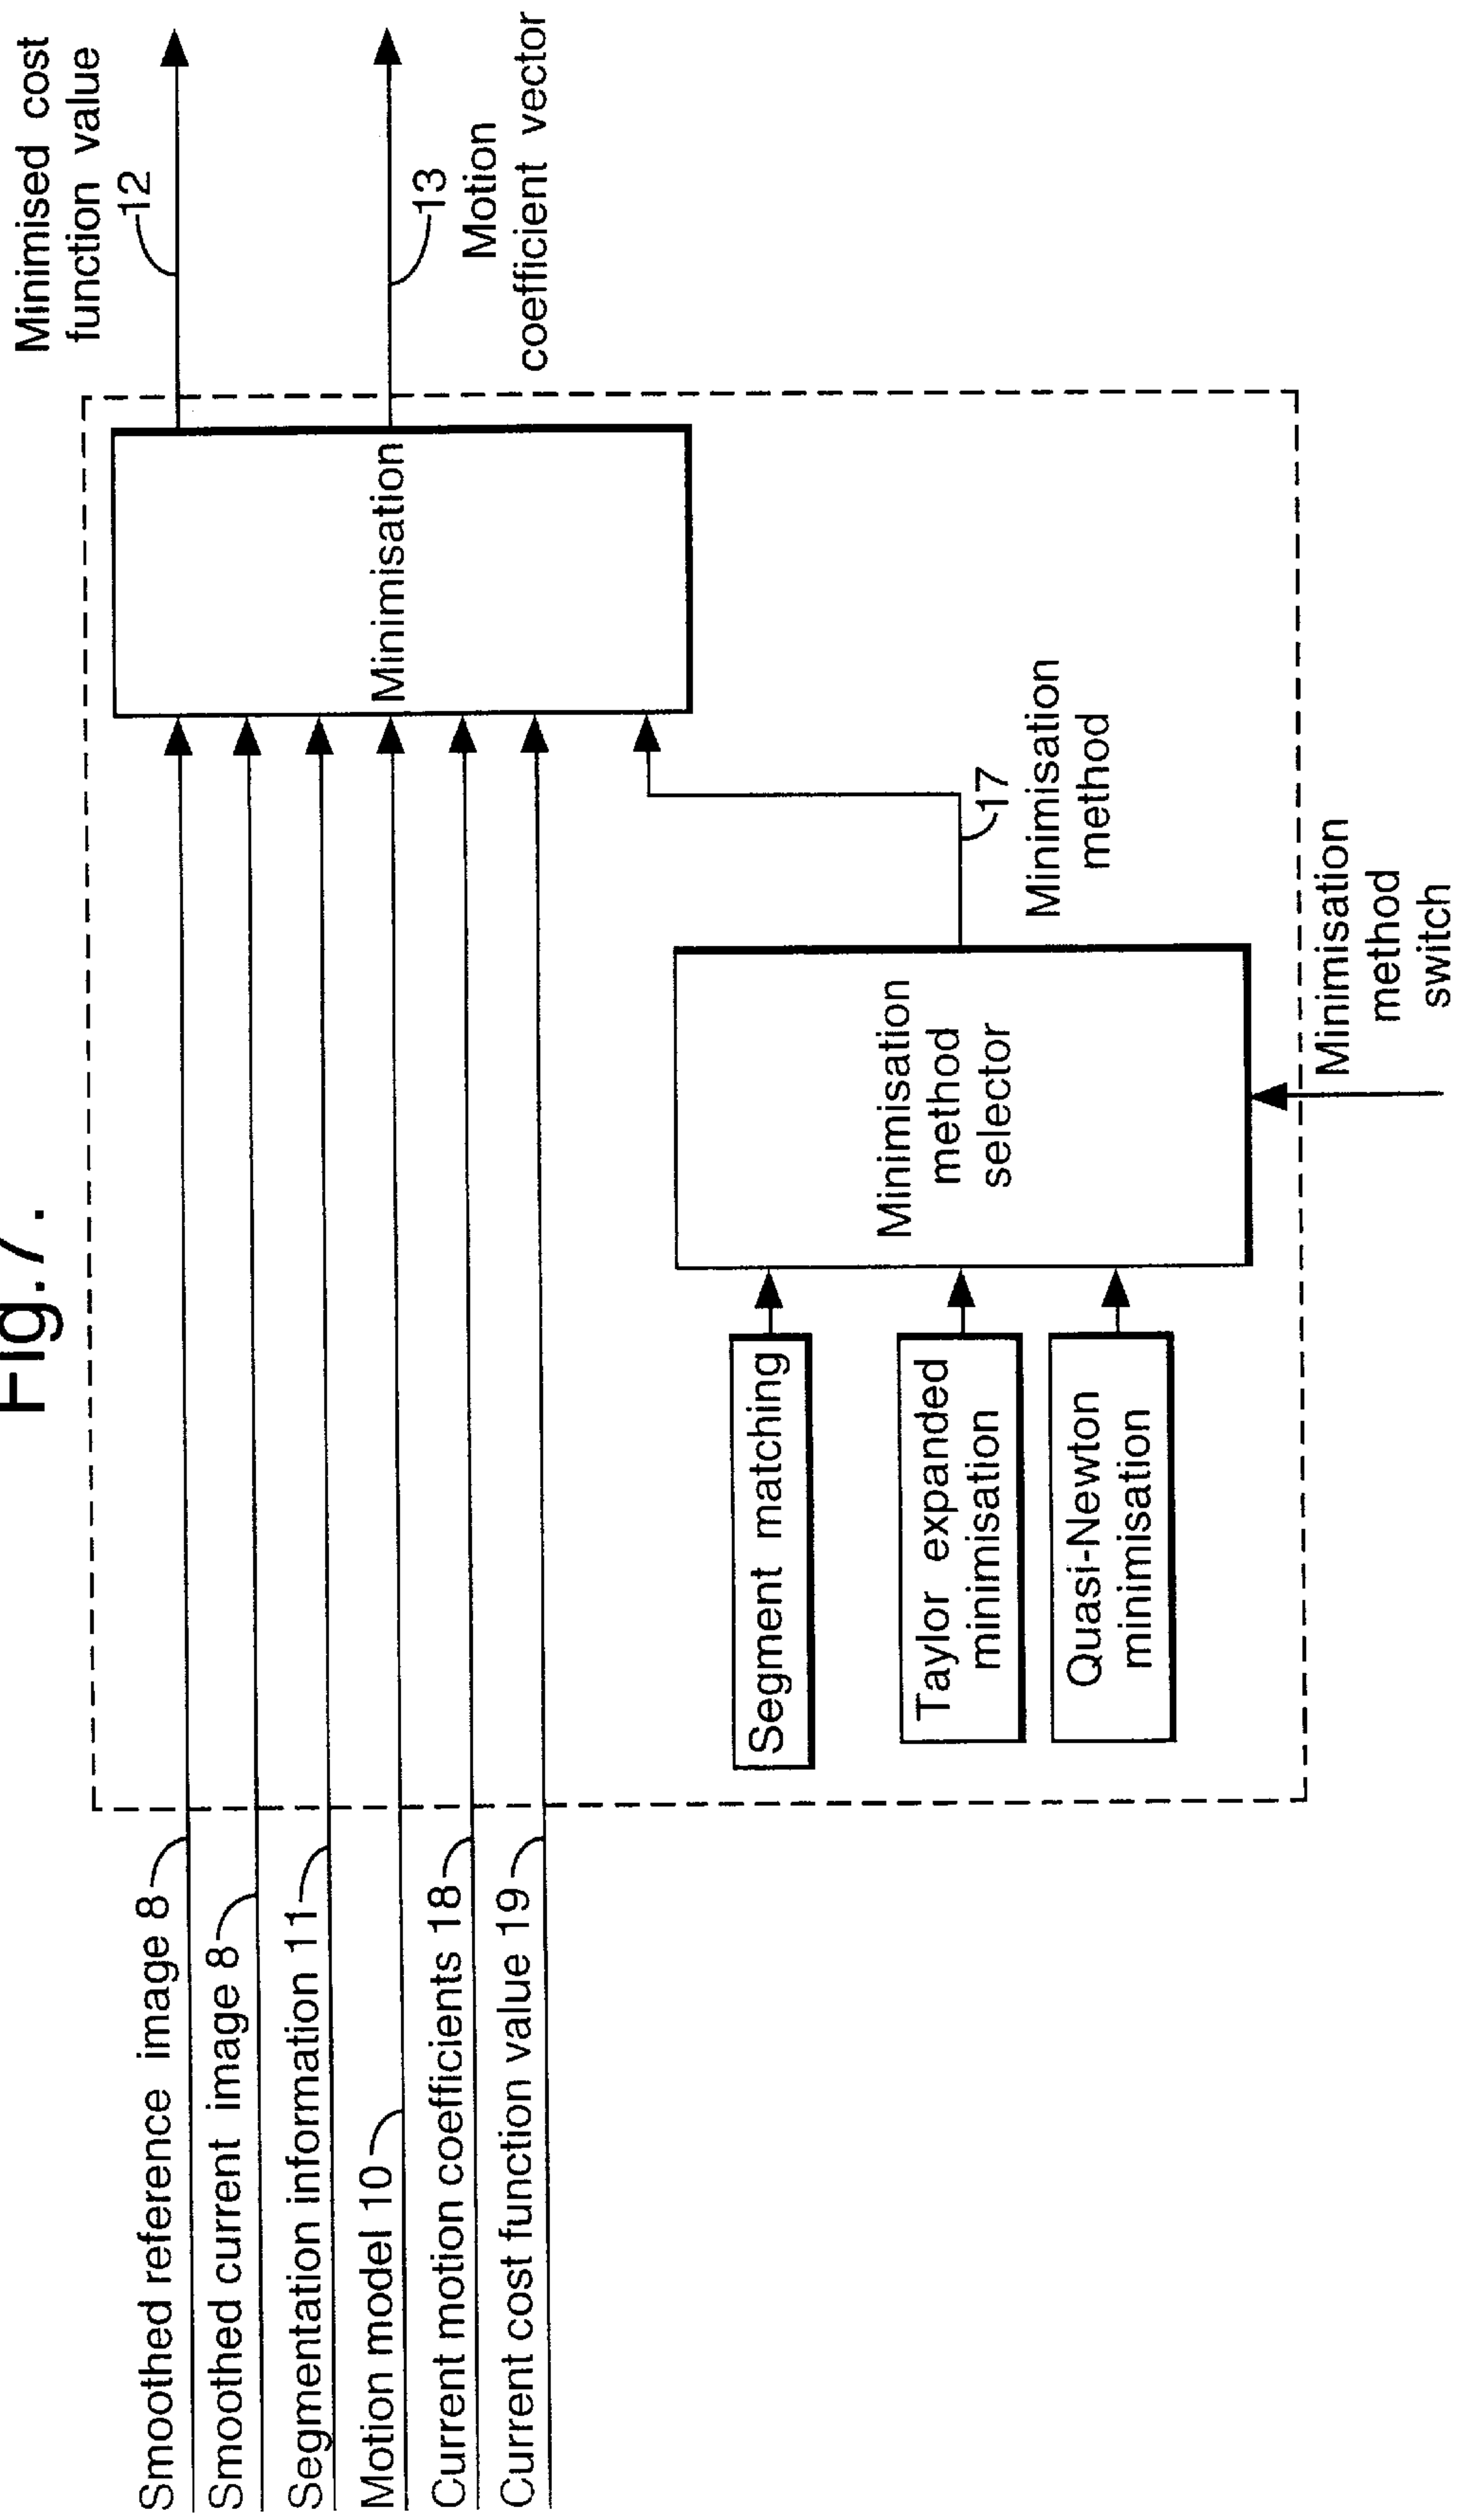 Fig.7.
Smoothed reference image 8
Smoothed current image 8
Segmentation information 11
Motion model 10
Current motion coefficients 18
Current cost function value 19
Minimisation
Minimised cost
function value
12
13
Motion
coefficient vector
Segment matching
Taylor expanded
minimisation
Quasi-Newton
minimisation
Minimisation
method
selector
17
Minimisation
method
Minimisation
method
switch